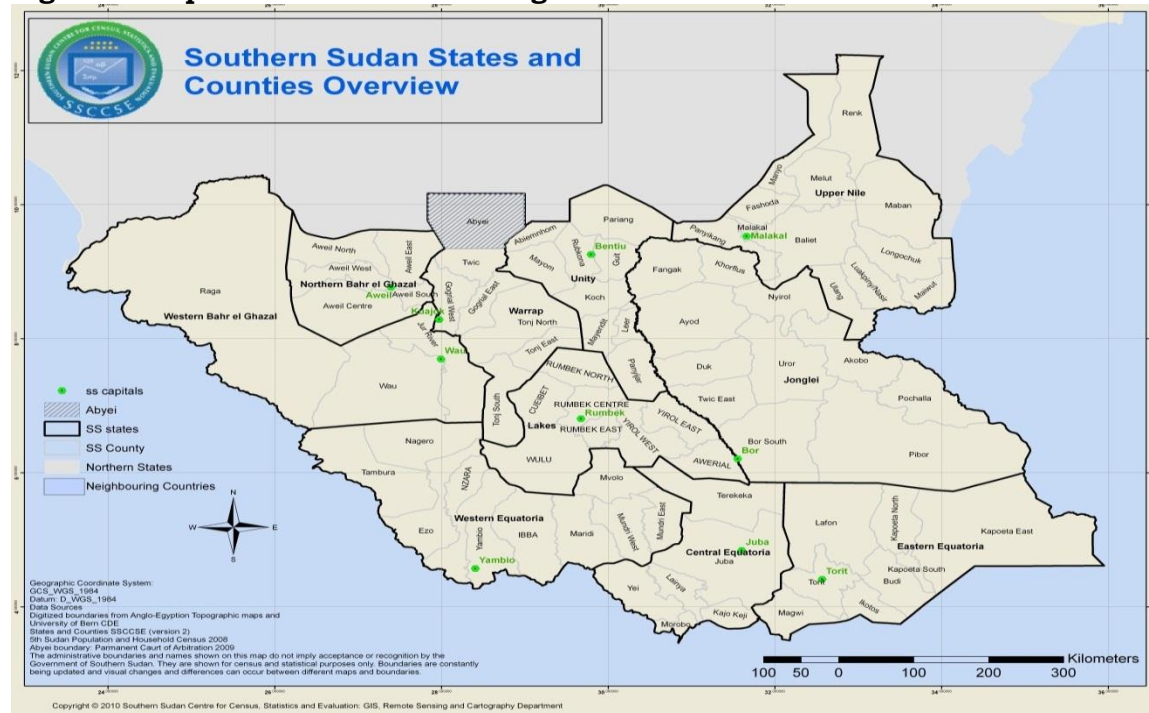 Southern Sudan States and
Counties Overview
SOUTHERN SUDAN CENTRE FOR CENSUS, STATISTICS AND EVALUATION
SSCCSE
Renk
Manyo
Melut
Upper Nile
Fashoda
Maban
Abyei
Pariang
Panyikang
Malakal
Malakal
Baliet
Abiemnhom
Bentiu
Rubkona
Guit
Aweil North
Aweil East
Twic
Mayom
Unity
Fangak
Khorflus
Longochuk
Luakpiny/Nasir
Maiwut
Ulang
Aweil West
Northern Bahr el Ghazal
Aweil
Aweil South
Aweil Centre
Gogrial West
Gogrial East
Koch
Nyirol
Raga
Western Bahr el Ghazal
Kuajok
Warrap
Tonj North
Mayendit
Leer
Ayod
Jur River
Wau
Tonj East
Panyijiar
Uror
Akobo
Duk
Jonglei
Wau
RUMBEK NORTH
CUEIBET
Tonj South
RUMBEK CENTRE
Rumbek
Lakes
RUMBEK EAST
YIROL WEST
YIROL EAST
Twic East
Pochalla
Bor South
Bor
Pibor
AWERIAL
WULU
Nagero
Tambura
NZARA
Mvolo
Terekeka
Ezo
Western Equatoria
Yambio
IBBA
Maridi
Mundri West
Mundri East
Yambio
Juba
Central Equatoria
Juba
Lafon
Kapoeta North
Kapoeta East
Eastern Equatoria
Kapoeta South
Torit
Torit
Budi
Ikotos
Magwi
Yei
Lainya
Kajo Keji
Morobo
ss capitals
Abyei
SS states
SS County
Northern States
Neighbouring Countries
N
W
E
S
Geographic Coordinate System:
GCS_WGS_1984
Datum: D_WGS_1984
Data Sources
Digitized boundaries from Anglo-Egyption Topographic maps and
University of Bern CDE
States and Counties SSCCSE (version 2)
5th Sudan Population and Household Census 2008
Abyei boundary: Parmanent Caurt of Arbitration 2009
The administrative boundaries and names shown on this map do not imply acceptance or recognition by the
Government of Southern Sudan. They are shown for census and statistical purposes only. Boundaries are constantly
being updated and visual changes and differences can occur between different maps and boundaries.
Kilometers
100 50 0 100 200 300
Copyright © 2010 Southern Sudan Centre for Census, Statistics and Evaluation: GIS, Remote Sensing and Cartography Department